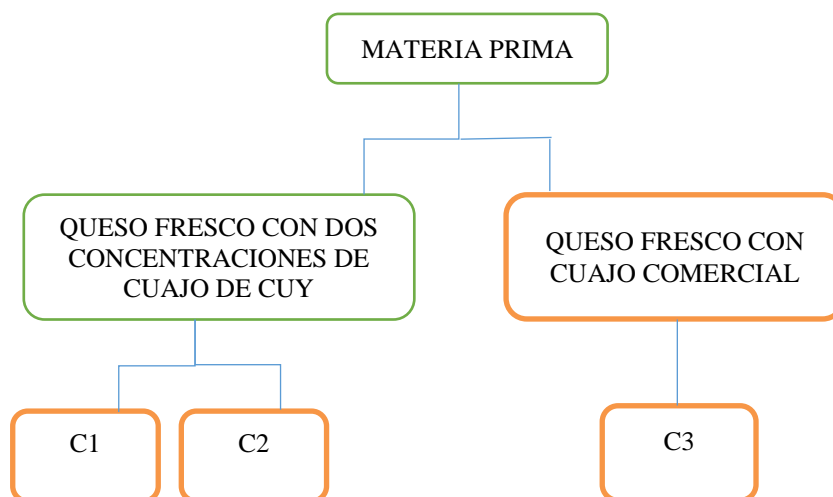 MATERIA PRIMA
QUESO FRESCO CON DOS
CONCENTRACIONES DE
CUAJO DE CUY
QUESO FRESCO CON
CUAJO COMERCIAL
C1
C2
C3